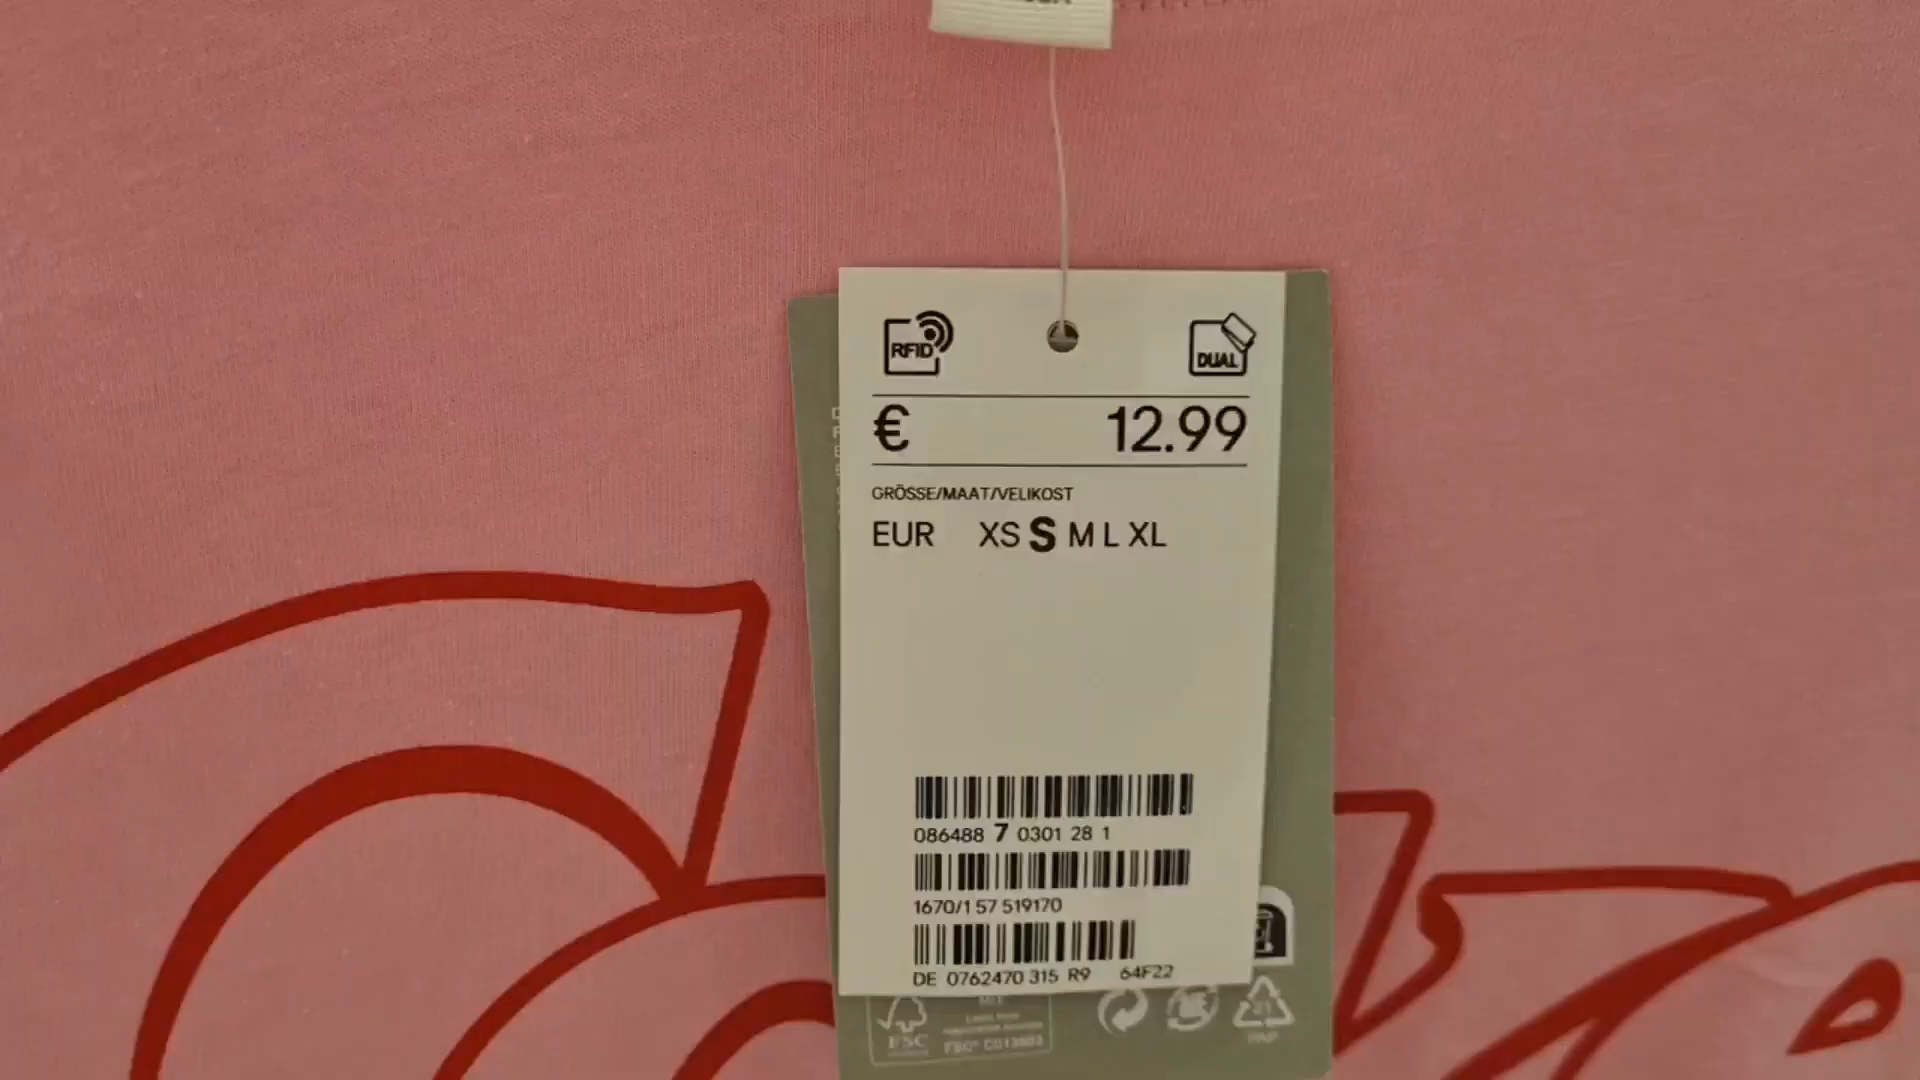 RFID
DUAL
€ 12.99
GRÖSSE/MAAT/VELIKOST
EUR XS S M L XL
086488 7 0301 28 1
1670/1 57 519170
DE 0762470 315 R9 64F22
FSC